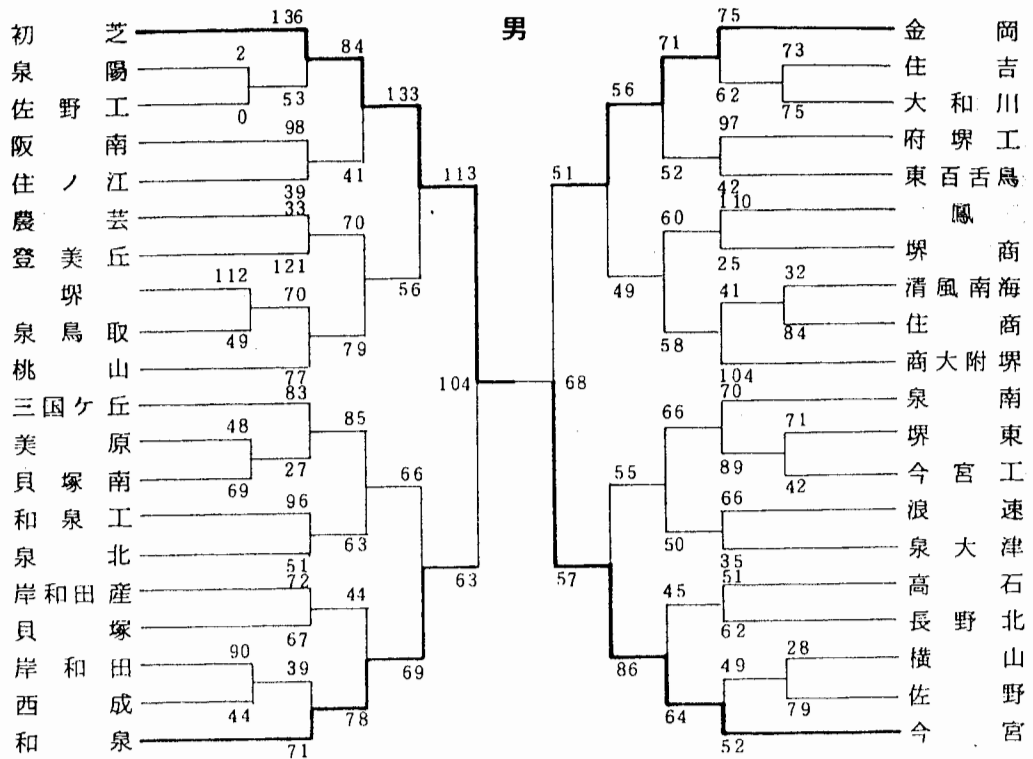 男
初芝
泉陽
佐野工
阪南
住ノ江
農芸
登美丘
堺
泉鳥取
桃山
三国ケ丘
美原
貝塚南
和泉工
泉北
岸和田産
貝塚
岸和田
西成
和泉
136
2
0
53
84
98
39
41
133
33
121
70
112
49
70
77
79
56
113
83
48
69
27
85
96
51
63
66
72
67
44
90
44
39
71
78
69
63
104
68
金岡
住吉
大和川
府堺工
東百舌鳥
鳳
堺商
清風南海
住商
商大附堺
泉南
堺東
今宮工
浪速
泉大津
高石
長野北
横山
佐野
今宮
75
73
75
62
71
97
42
52
56
110
25
60
32
84
41
104
58
49
51
70
71
42
89
66
66
35
50
55
51
62
45
28
79
49
52
64
86
57